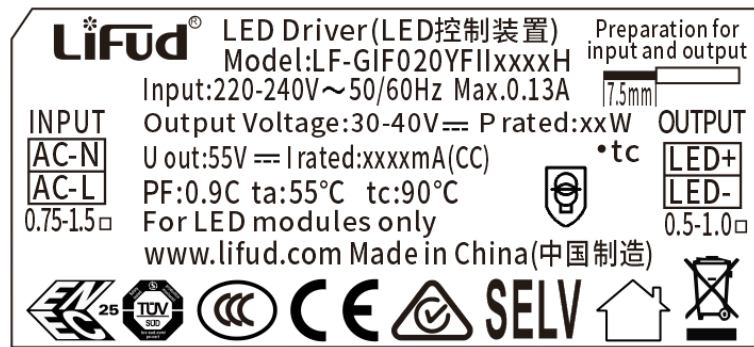 LiFud®
LED Driver(LED控制装置)
Model:LF-GIF020YFIIxxxxH
Preparation for
input and output
7.5mm
Input:220-240V～50/60Hz Max.0.13A
INPUT
AC-N
AC-L
0.75-1.5□
Output Voltage:30-40V⎓ P rated:xxW
U out:55V⎓ I rated:xxxxmA(CC)
PF:0.9C ta:55℃ tc:90℃
For LED modules only
www.lifud.com Made in China(中国制造)
•tc
OUTPUT
LED+
LED-
0.5-1.0□
ENEC 25
TÜV
SÜD
CCC
CE
SELV